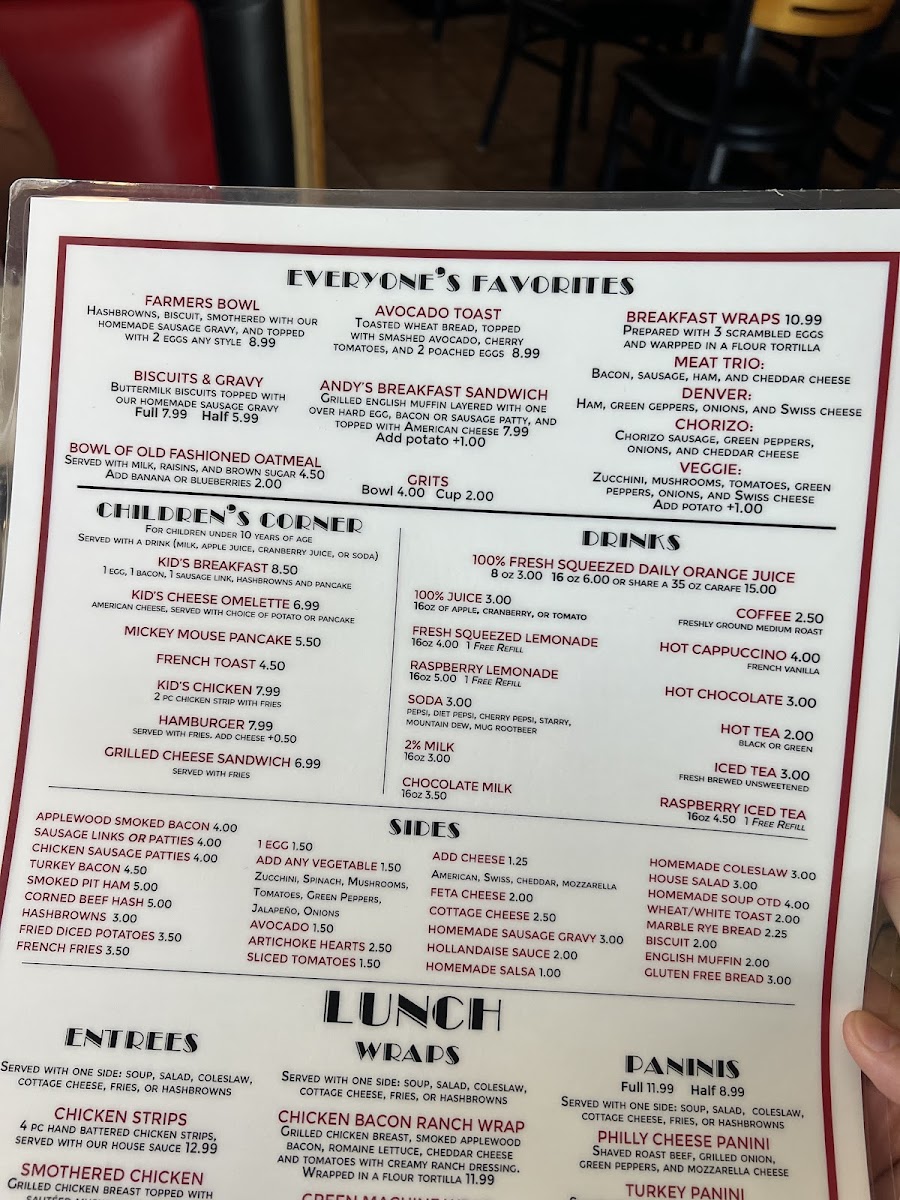 EVERYONE'S FAVORITES
FARMERS BOWL
HASHBROWNS, BISCUIT, SMOTHERED WITH OUR
HOMEMADE SAUSAGE GRAVY, AND TOPPED
WITH 2 EGGS ANY STYLE 8.99
BISCUITS & GRAVY
BUTTERMILK BISCUITS TOPPED WITH
OUR HOMEMADE SAUSAGE GRAVY
Full 7.99 Half 5.99
BOWL OF OLD FASHIONED OATMEAL
SERVED WITH MILK, RAISINS, AND BROWN SUGAR 4.50
ADD BANANA OR BLUEBERRIES 2.00
AVOCADO TOAST
TOASTED WHEAT BREAD, TOPPED
WITH SMASHED AVOCADO, CHERRY
TOMATOES, AND 2 POACHED EGGS 8.99
ANDY'S BREAKFAST SANDWICH
GRILLED ENGLISH MUFFIN LAYERED WITH ONE
OVER HARD EGG, BACON OR SAUSAGE PATTY, AND
TOPPED WITH AMERICAN CHEESE 7.99
Add potato +1.00
GRITS
Bowl 4.00 Cup 2.00
BREAKFAST WRAPS 10.99
PREPARED WITH 3 SCRAMBLED EGGS
AND WARPPED IN A FLOUR TORTILLA
MEAT TRIO:
BACON, SAUSAGE, HAM, AND CHEDDAR CHEESE
DENVER:
HAM, GREEN GEPPERS, ONIONS, AND SWISS CHEESE
CHORIZO:
CHORIZO SAUSAGE, GREEN PEPPERS,
ONIONS, AND CHEDDAR CHEESE
VEGGIE:
ZUCCHINI, MUSHROOMS, TOMATOES, GREEN
PEPPERS, ONIONS, AND SWISS CHEESE
ADD POTATO +1.00
CHILDREN'S CORNER
FOR CHILDREN UNDER 10 YEARS OF AGE
SERVED WITH A DRINK (MILK, APPLE JUICE, CRANBERRY JUICE, OR SODA)
KID'S BREAKFAST 8.50
1 EGG, 1 BACON, 1 SAUSAGE LINK, HASHBROWNS AND PANCAKE
KID'S CHEESE OMELETTE 6.99
AMERICAN CHEESE, SERVED WITH CHOICE OF POTATO OR PANCAKE
MICKEY MOUSE PANCAKE 5.50
FRENCH TOAST 4.50
KID'S CHICKEN 7.99
2 PC CHICKEN STRIP WITH FRIES
HAMBURGER 7.99
SERVED WITH FRIES. ADD CHEESE +0.50
GRILLED CHEESE SANDWICH 6.99
SERVED WITH FRIES
DRINKS
100% FRESH SQUEEZED DAILY ORANGE JUICE
8 OZ 3.00 16 OZ 6.00 OR SHARE A 35 OZ CARAFE 15.00
100% JUICE 3.00
16OZ OF APPLE, CRANBERRY, OR TOMATO
FRESH SQUEEZED LEMONADE
16OZ 4.00 1 FREE REFILL
RASPBERRY LEMONADE
16OZ 5.00 1 FREE REFILL
SODA 3.00
PEPSI, DIET PEPSI, CHERRY PEPSI, STARRY,
MOUNTAIN DEW, MUG ROOTBEER
2% MILK
16OZ 3.00
CHOCOLATE MILK
16OZ 3.50
COFFEE 2.50
FRESHLY GROUND MEDIUM ROAST
HOT CAPPUCCINO 4.00
FRENCH VANILLA
HOT CHOCOLATE 3.00
HOT TEA 2.00
BLACK OR GREEN
ICED TEA 3.00
FRESH BREWED UNSWEETENED
RASPBERRY ICED TEA
16OZ 4.50 1 FREE REFILL
SIDES
APPLEWOOD SMOKED BACON 4.00
SAUSAGE LINKS OR PATTIES 4.00
CHICKEN SAUSAGE PATTIES 4.00
TURKEY BACON 4.50
SMOKED PIT HAM 5.00
CORNED BEEF HASH 5.00
HASHBROWNS 3.00
FRIED DICED POTATOES 3.50
FRENCH FRIES 3.50
1 EGG 1.50
ADD ANY VEGETABLE 1.50
ZUCCHINI, SPINACH, MUSHROOMS,
TOMATOES, GREEN PEPPERS,
JALAPEÑO, ONIONS
AVOCADO 1.50
ARTICHOKE HEARTS 2.50
SLICED TOMATOES 1.50
ADD CHEESE 1.25
AMERICAN, SWISS, CHEDDAR, MOZZARELLA
FETA CHEESE 2.00
COTTAGE CHEESE 2.50
HOMEMADE SAUSAGE GRAVY 3.00
HOLLANDAISE SAUCE 2.00
HOMEMADE SALSA 1.00
HOMEMADE COLESLAW 3.00
HOUSE SALAD 3.00
HOMEMADE SOUP OTD 4.00
WHEAT/WHITE TOAST 2.00
MARBLE RYE BREAD 2.25
BISCUIT 2.00
ENGLISH MUFFIN 2.00
GLUTEN FREE BREAD 3.00
LUNCH
ENTREES
SERVED WITH ONE SIDE: SOUP, SALAD, COLESLAW,
COTTAGE CHEESE, FRIES, OR HASHBROWNS
CHICKEN STRIPS
4 PC HAND BATTERED CHICKEN STRIPS,
SERVED WITH OUR HOUSE SAUCE 12.99
SMOTHERED CHICKEN
GRILLED CHICKEN BREAST TOPPED WITH
WRAPS
SERVED WITH ONE SIDE: SOUP, SALAD, COLESLAW,
COTTAGE CHEESE, FRIES, OR HASHBROWNS
CHICKEN BACON RANCH WRAP
GRILLED CHICKEN BREAST, SMOKED APPLEWOOD
BACON, ROMAINE LETTUCE, CHEDDAR CHEESE
AND TOMATOES WITH CREAMY RANCH DRESSING.
WRAPPED IN A FLOUR TORTILLA 11.99
PANINIS
Full 11.99 Half 8.99
SERVED WITH ONE SIDE: SOUP, SALAD, COLESLAW,
COTTAGE CHEESE, FRIES, OR HASHBROWNS
PHILLY CHEESE PANINI
SHAVED ROAST BEEF, GRILLED ONION,
GREEN PEPPERS, AND MOZZARELLA CHEESE
TURKEY PANINI